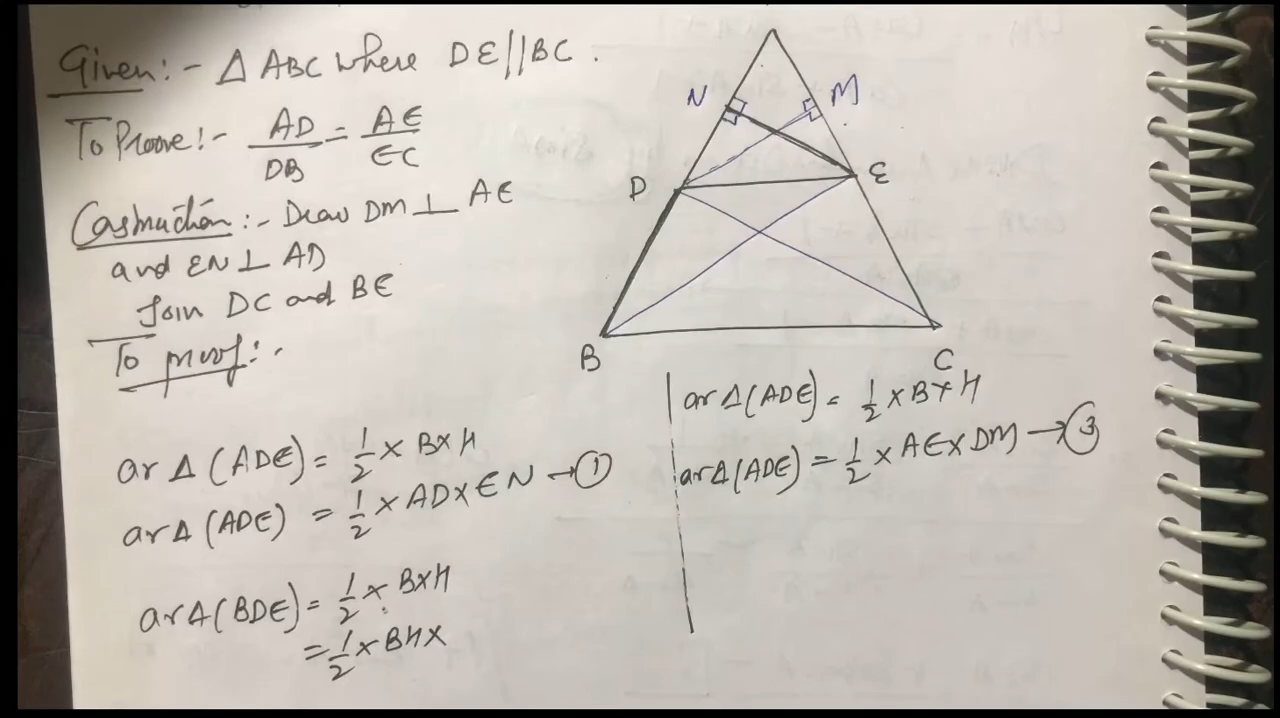 Given:- Δ ABC where DE||BC.
To Proove:- AD/DB = AE/EC
Costruction:- Draw DM ⊥ AE
and EN ⊥ AD
Join DC and BE
To proof:-
N
M
D
E
B
C
ar Δ (ADE) = 1/2 × B×H
ar Δ (ADE) = 1/2 × AD×EN → ①
ar Δ (BDE) = 1/2 × B×H
= 1/2 × BH×
ar Δ (ADE) = 1/2 × B×H
ar Δ (ADE) = 1/2 × AE×DM → ③